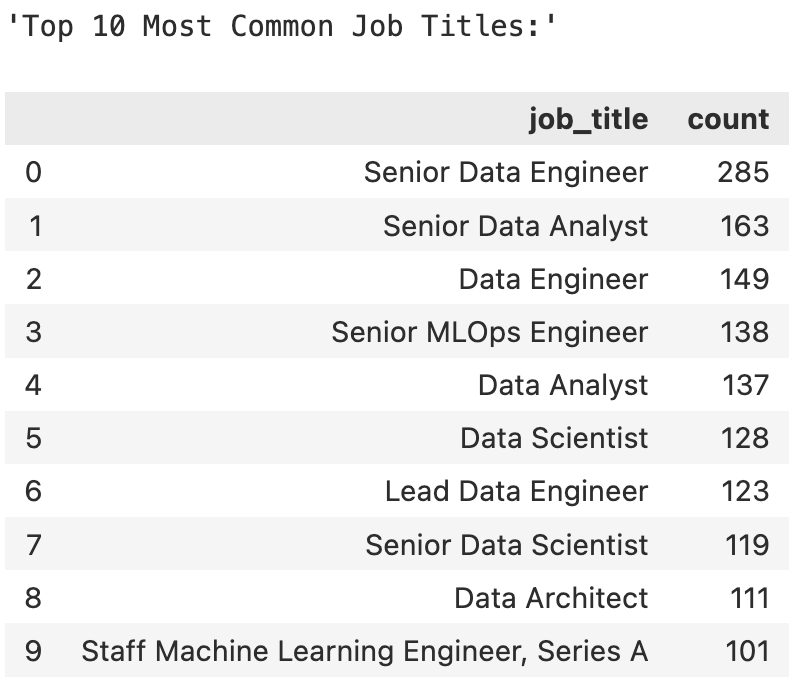 'Top 10 Most Common Job Titles:'
job_title count
0 Senior Data Engineer 285
1 Senior Data Analyst 163
2 Data Engineer 149
3 Senior MLOps Engineer 138
4 Data Analyst 137
5 Data Scientist 128
6 Lead Data Engineer 123
7 Senior Data Scientist 119
8 Data Architect 111
9 Staff Machine Learning Engineer, Series A 101